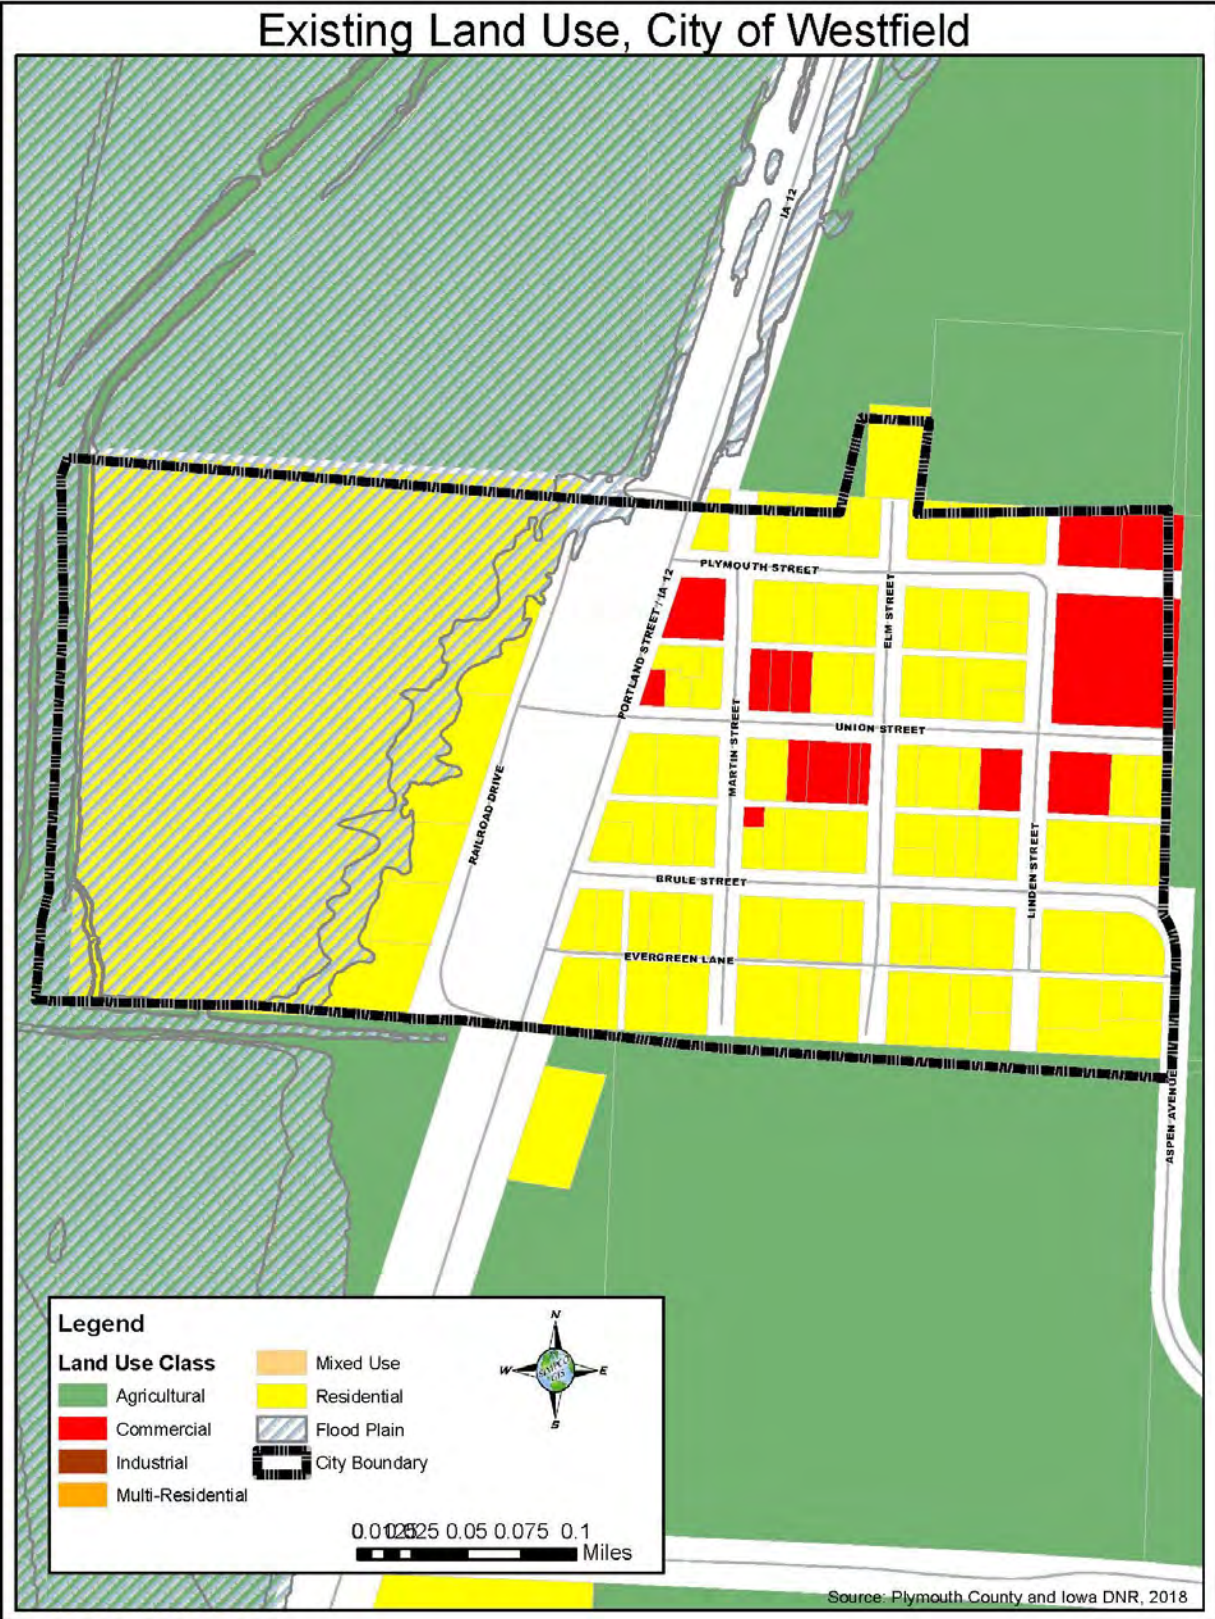 Existing Land Use, City of Westfield
IA 12
PLYMOUTH STREET
ELM STREET
PORTLAND STREET / IA 12
MARTIN STREET
UNION STREET
RAILROAD DRIVE
BRULE STREET
LINDEN STREET
EVERGREEN LANE
ASPEN AVENUE
Legend
Land Use Class
Agricultural
Commercial
Industrial
Multi-Residential
Mixed Use
Residential
Flood Plain
City Boundary
N
W E
S
0.05 0.075 0.1
Miles
Source: Plymouth County and Iowa DNR, 2018